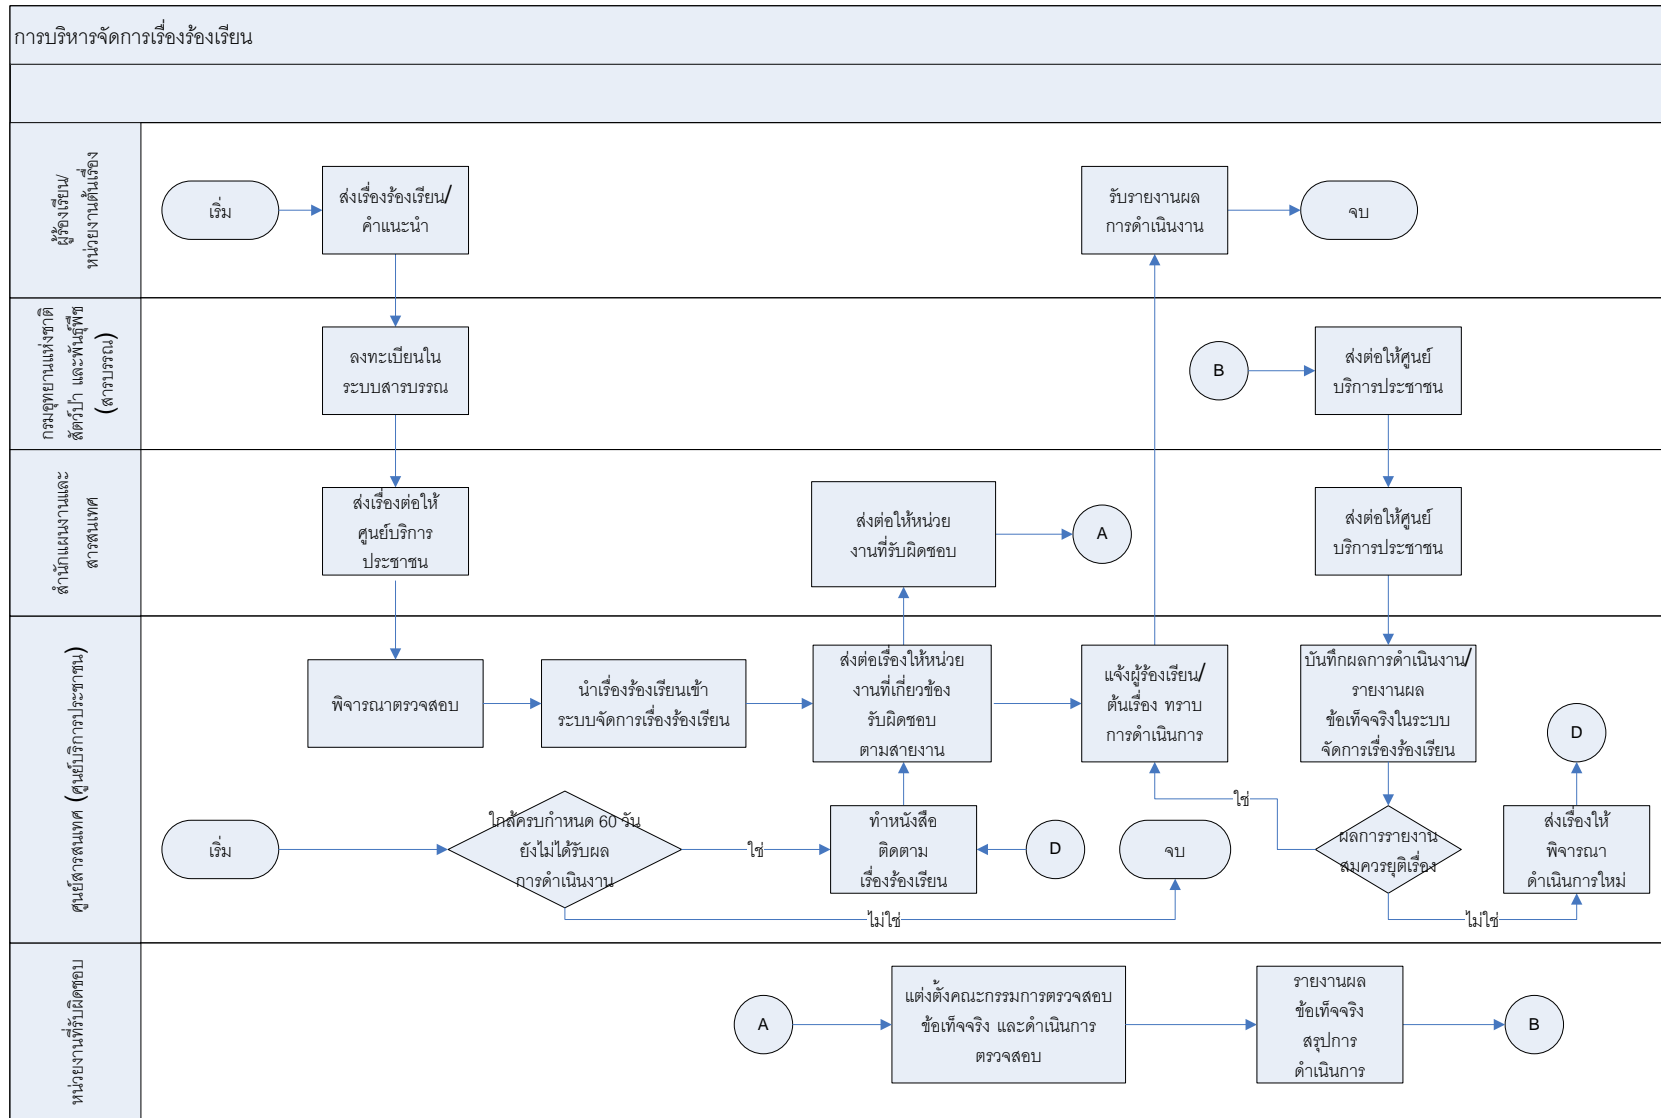 การบริหารจัดการเรื่องร้องเรียน
ผู้ร้องเรียน/
หน่วยงานต้นเรื่อง
เริ่ม
ส่งเรื่องร้องเรียน/
คำแนะนำ
รับรายงานผล
การดำเนินงาน
จบ
กรมอุทยานแห่งชาติ
สัตว์ป่า และพันธุ์พืช
(สารบรรณ)
ลงทะเบียนใน
ระบบสารบรรณ
B
ส่งต่อให้ศูนย์
บริการประชาชน
สำนักแผนงานและ
สารสนเทศ
ส่งเรื่องต่อให้
ศูนย์บริการ
ประชาชน
ส่งต่อให้หน่วย
งานที่รับผิดชอบ
A
ส่งต่อให้ศูนย์
บริการประชาชน
ศูนย์สารสนเทศ (ศูนย์บริการประชาชน)
พิจารณาตรวจสอบ
นำเรื่องร้องเรียนเข้า
ระบบจัดการเรื่องร้องเรียน
ส่งต่อเรื่องให้หน่วย
งานที่เกี่ยวข้อง
รับผิดชอบ
ตามสายงาน
แจ้งผู้ร้องเรียน/
ต้นเรื่อง ทราบ
การดำเนินการ
บันทึกผลการดำเนินงาน/
รายงานผล
ข้อเท็จจริงในระบบ
จัดการเรื่องร้องเรียน
D
ใช่
เริ่ม
ใกล้ครบกำหนด 60 วัน
ยังไม่ได้รับผล
การดำเนินงาน
ใช่
ทำหนังสือ
ติดตาม
เรื่องร้องเรียน
D
จบ
ผลการรายงาน
สมควรยุติเรื่อง
ส่งเรื่องให้
พิจารณา
ดำเนินการใหม่
ไม่ใช่
ไม่ใช่
หน่วยงานที่รับผิดชอบ
A
แต่งตั้งคณะกรรมการตรวจสอบ
ข้อเท็จจริง และดำเนินการ
ตรวจสอบ
รายงานผล
ข้อเท็จจริง
สรุปการ
ดำเนินการ
B